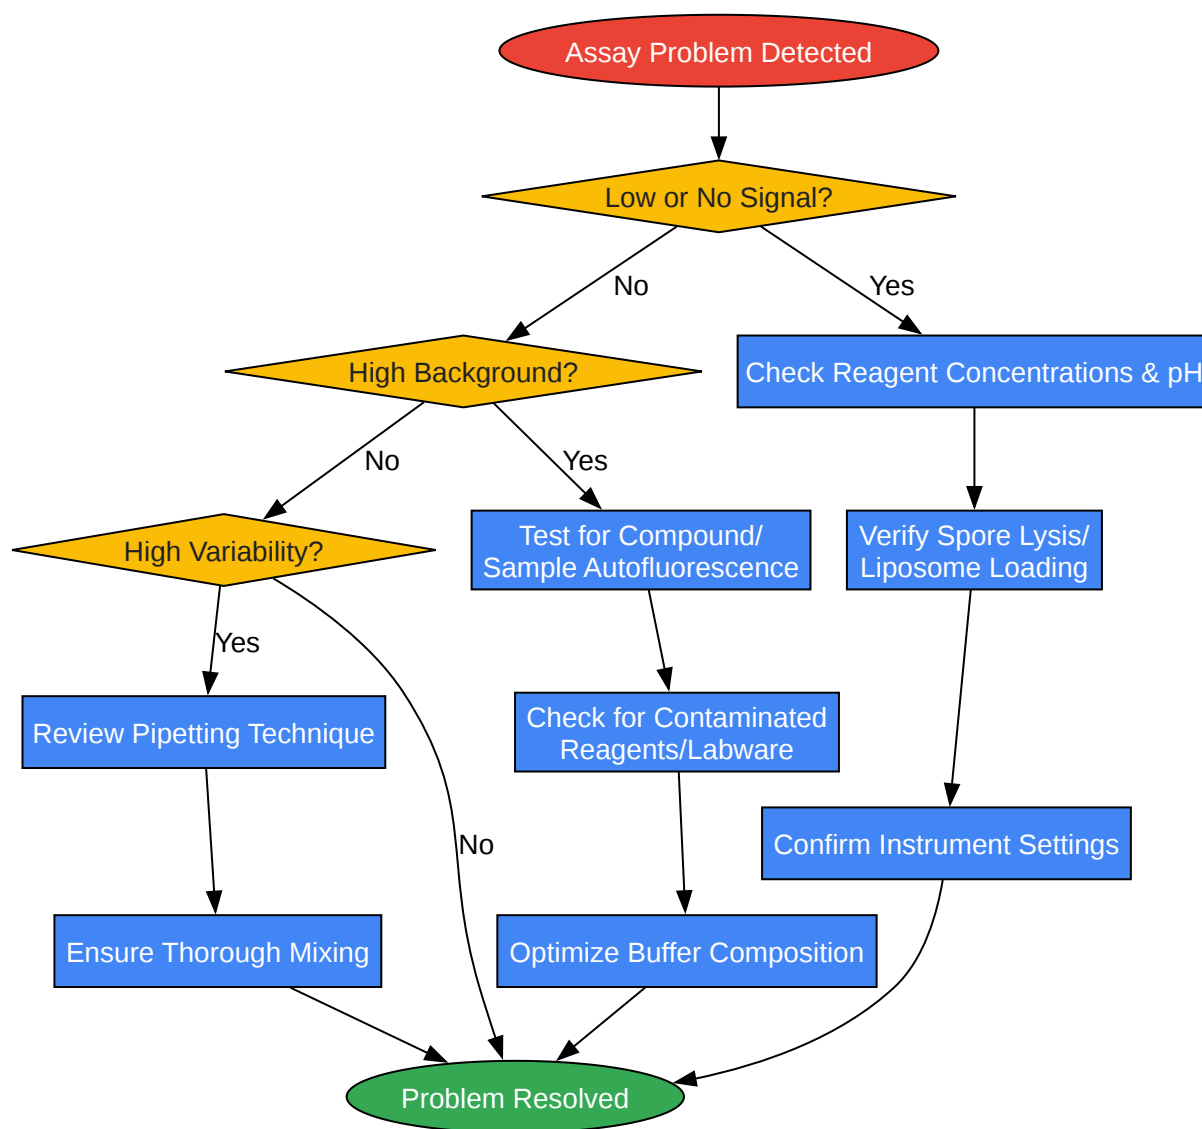 Assay Problem Detected
Low or No Signal?
No
Yes
High Background?
Check Reagent Concentrations & pH
No
Yes
High Variability?
Test for Compound/
Sample Autofluorescence
Verify Spore Lysis/
Liposome Loading
Yes
Review Pipetting Technique
Check for Contaminated
Reagents/Labware
No
Confirm Instrument Settings
Ensure Thorough Mixing
Optimize Buffer Composition
Problem Resolved